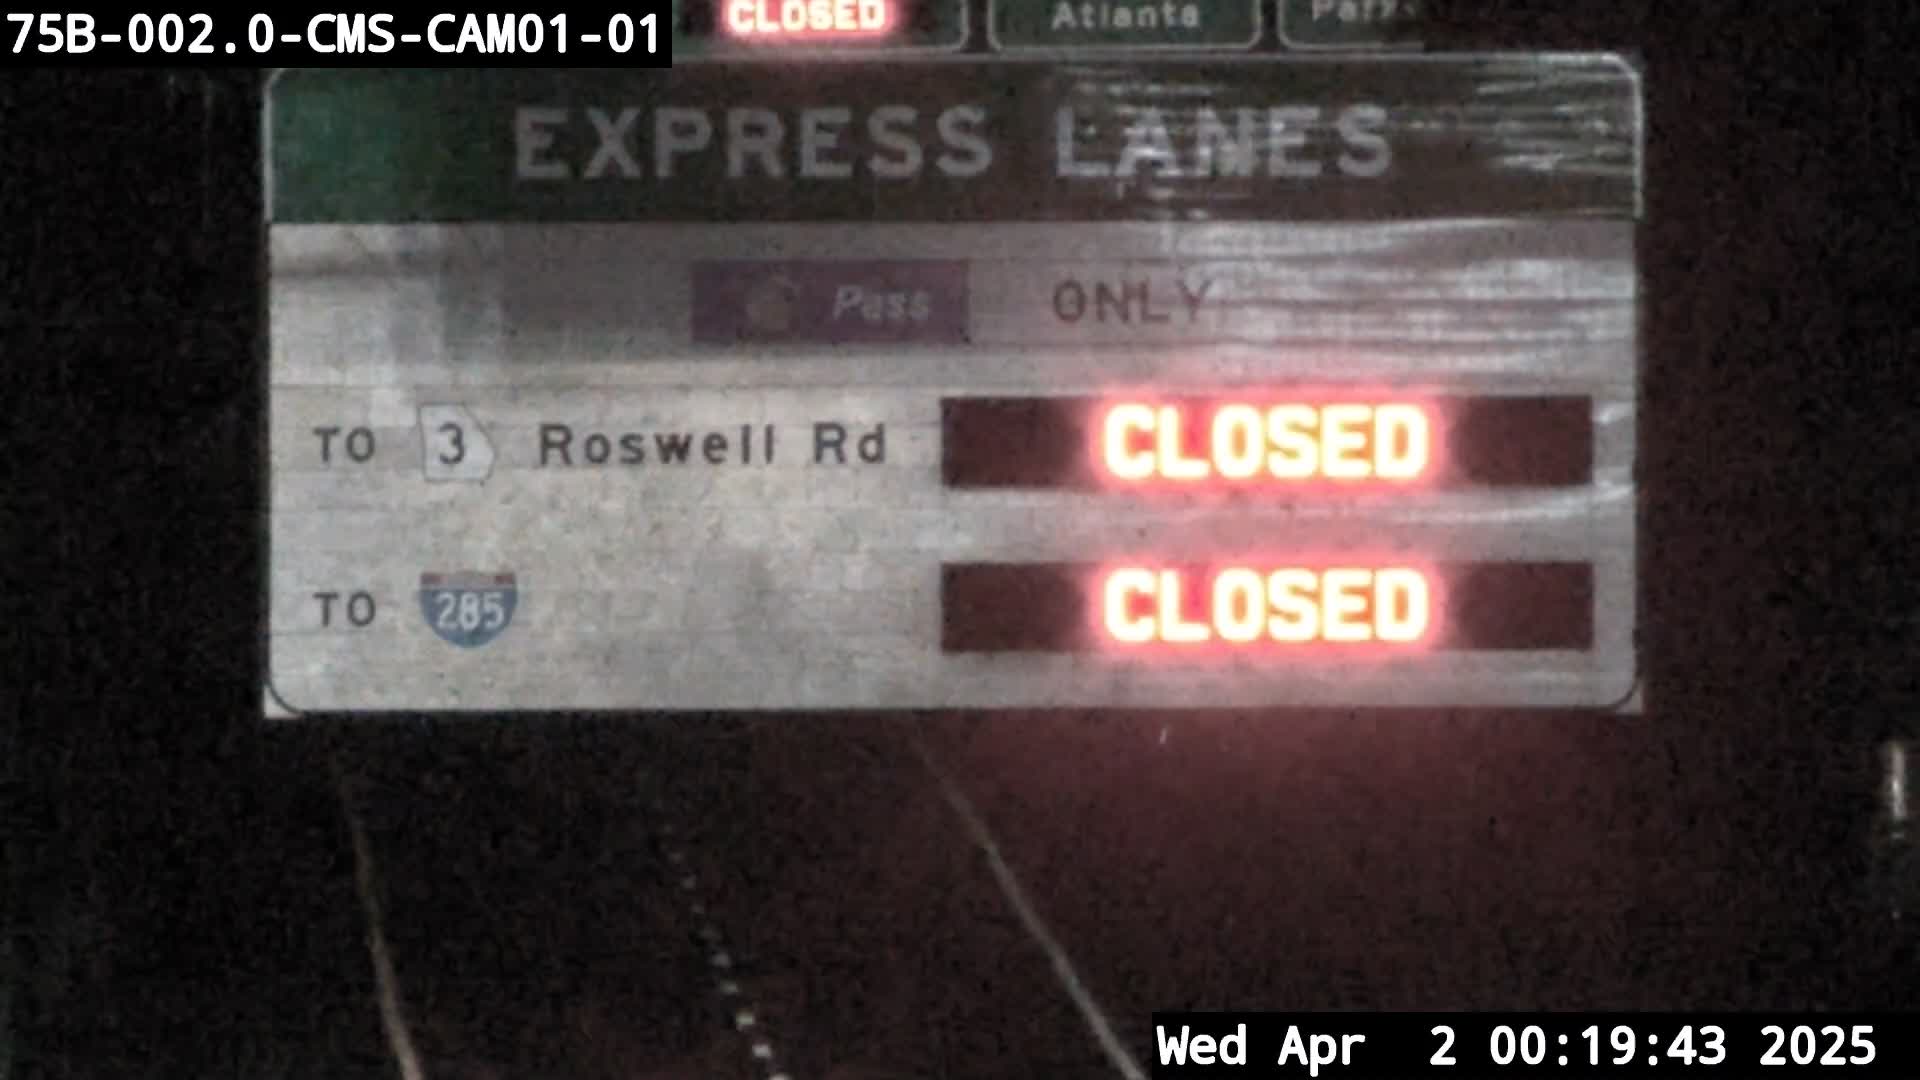 75B-002.0-CMS-CAM01-01
CLOSED
Atlanta
EXPRESS LANES
Pass ONLY
TO 3 Roswell Rd CLOSED
TO 285 CLOSED
Wed Apr 2 00:19:43 2025